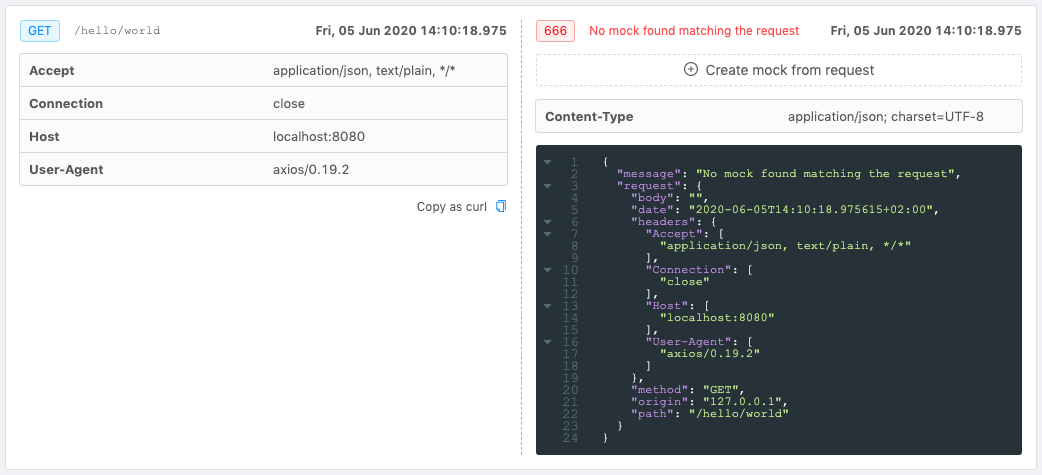 GET /hello/world Fri, 05 Jun 2020 14:10:18.975
Accept application/json, text/plain, */*
Connection close
Host localhost:8080
User-Agent axios/0.19.2
Copy as curl
666 No mock found matching the request Fri, 05 Jun 2020 14:10:18.975
Create mock from request
Content-Type application/json; charset=UTF-8
1 {
2 "message": "No mock found matching the request",
3 "request": {
4 "body": "",
5 "date": "2020-06-05T14:10:18.975615+02:00",
6 "headers": {
7 "Accept": [
8 "application/json, text/plain, */*"
9 ],
10 "Connection": [
11 "close"
12 ],
13 "Host": [
14 "localhost:8080"
15 ],
16 "User-Agent": [
17 "axios/0.19.2"
18 ]
19 },
20 "method": "GET",
21 "origin": "127.0.0.1",
22 "path": "/hello/world"
23 }
24 }